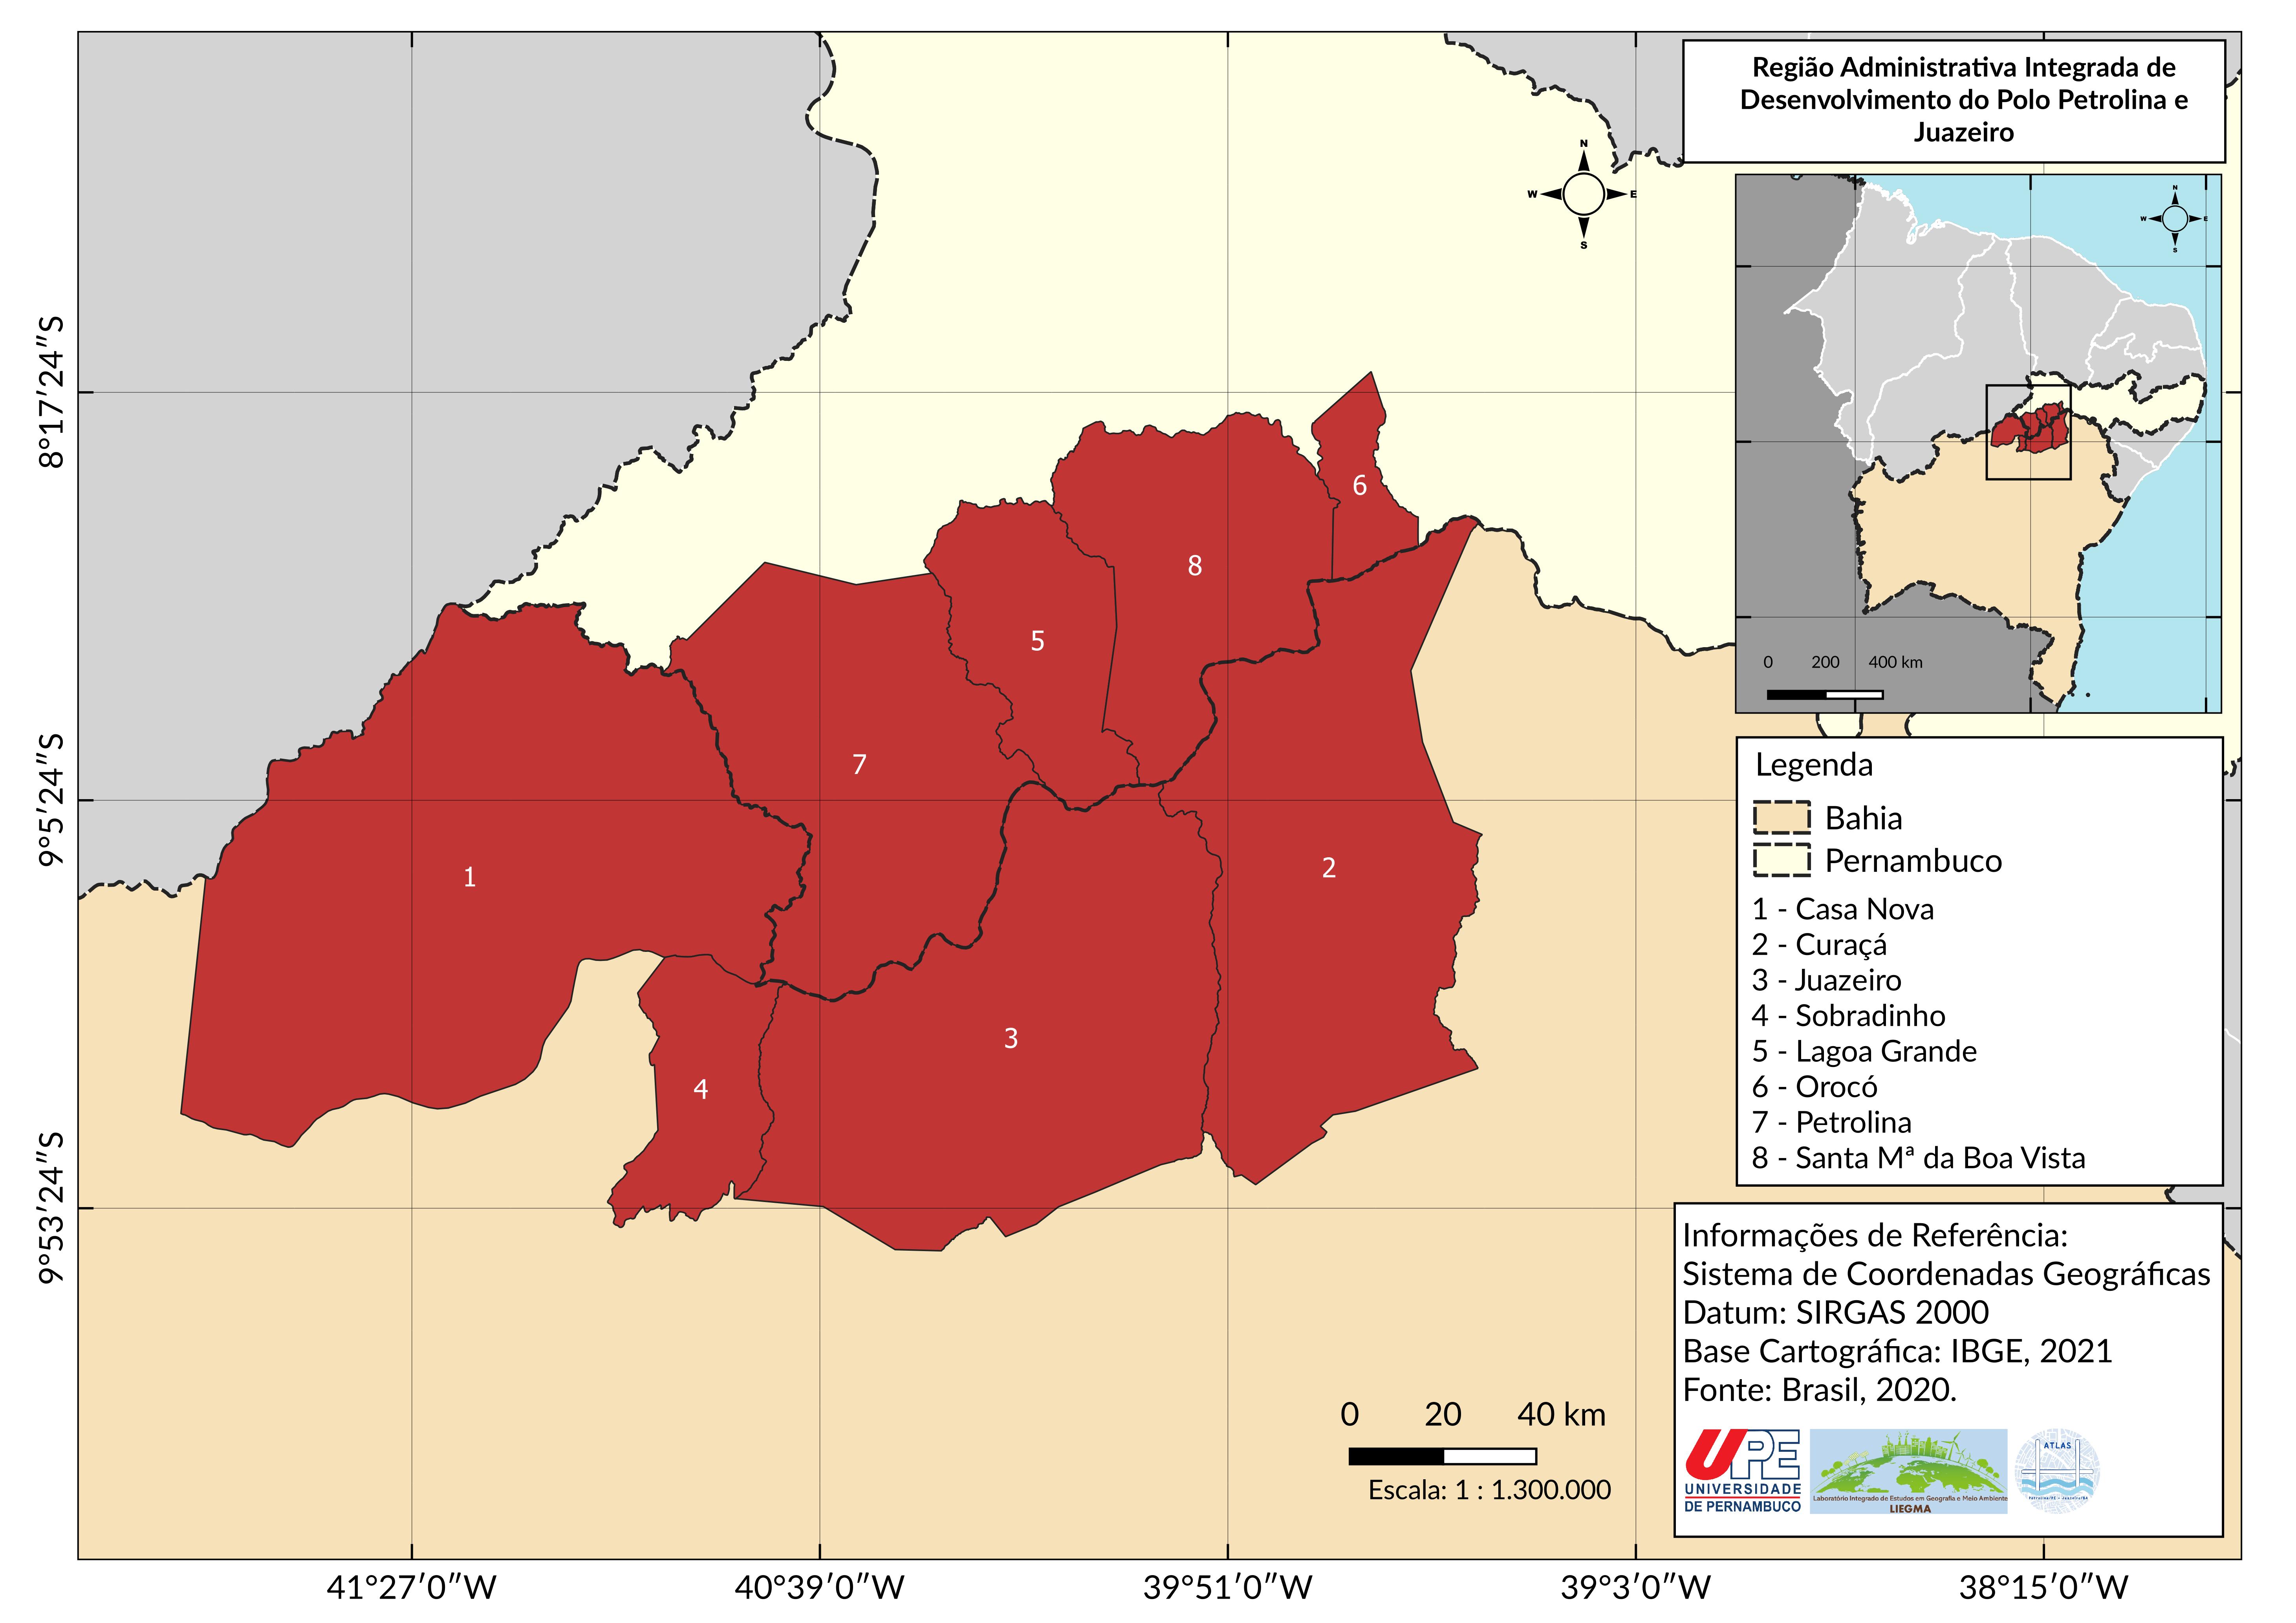 Região Administrativa Integrada de
Desenvolvimento do Polo Petrolina e
Juazeiro
N
W
E
S
N
W
E
S
0 200 400 km
8°17'24"S
9°5'24"S
9°53'24"S
1
2
3
4
5
6
7
8
Legenda
Bahia
Pernambuco
1 - Casa Nova
2 - Curaçá
3 - Juazeiro
4 - Sobradinho
5 - Lagoa Grande
6 - Orocó
7 - Petrolina
8 - Santa Mª da Boa Vista
Informações de Referência:
Sistema de Coordenadas Geográficas
Datum: SIRGAS 2000
Base Cartográfica: IBGE, 2021
Fonte: Brasil, 2020.
UPE
UNIVERSIDADE
DE PERNAMBUCO
Laboratório Integrado de Estudos em Geografia e Meio Ambiente
LIEGMA
ATLAS
0 20 40 km
Escala: 1 : 1.300.000
41°27'0"W 40°39'0"W 39°51'0"W 39°3'0"W 38°15'0"W